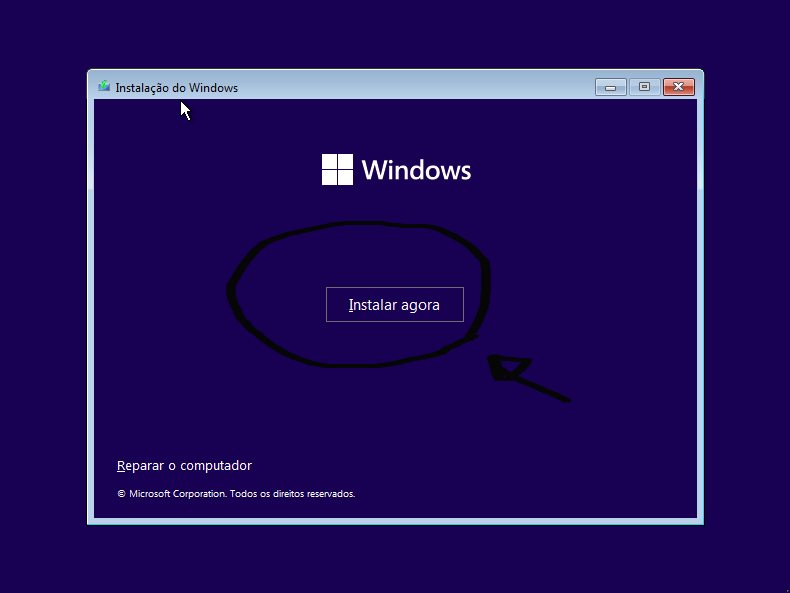 Instalação do Windows
Windows
Instalar agora
Reparar o computador
© Microsoft Corporation. Todos os direitos reservados.